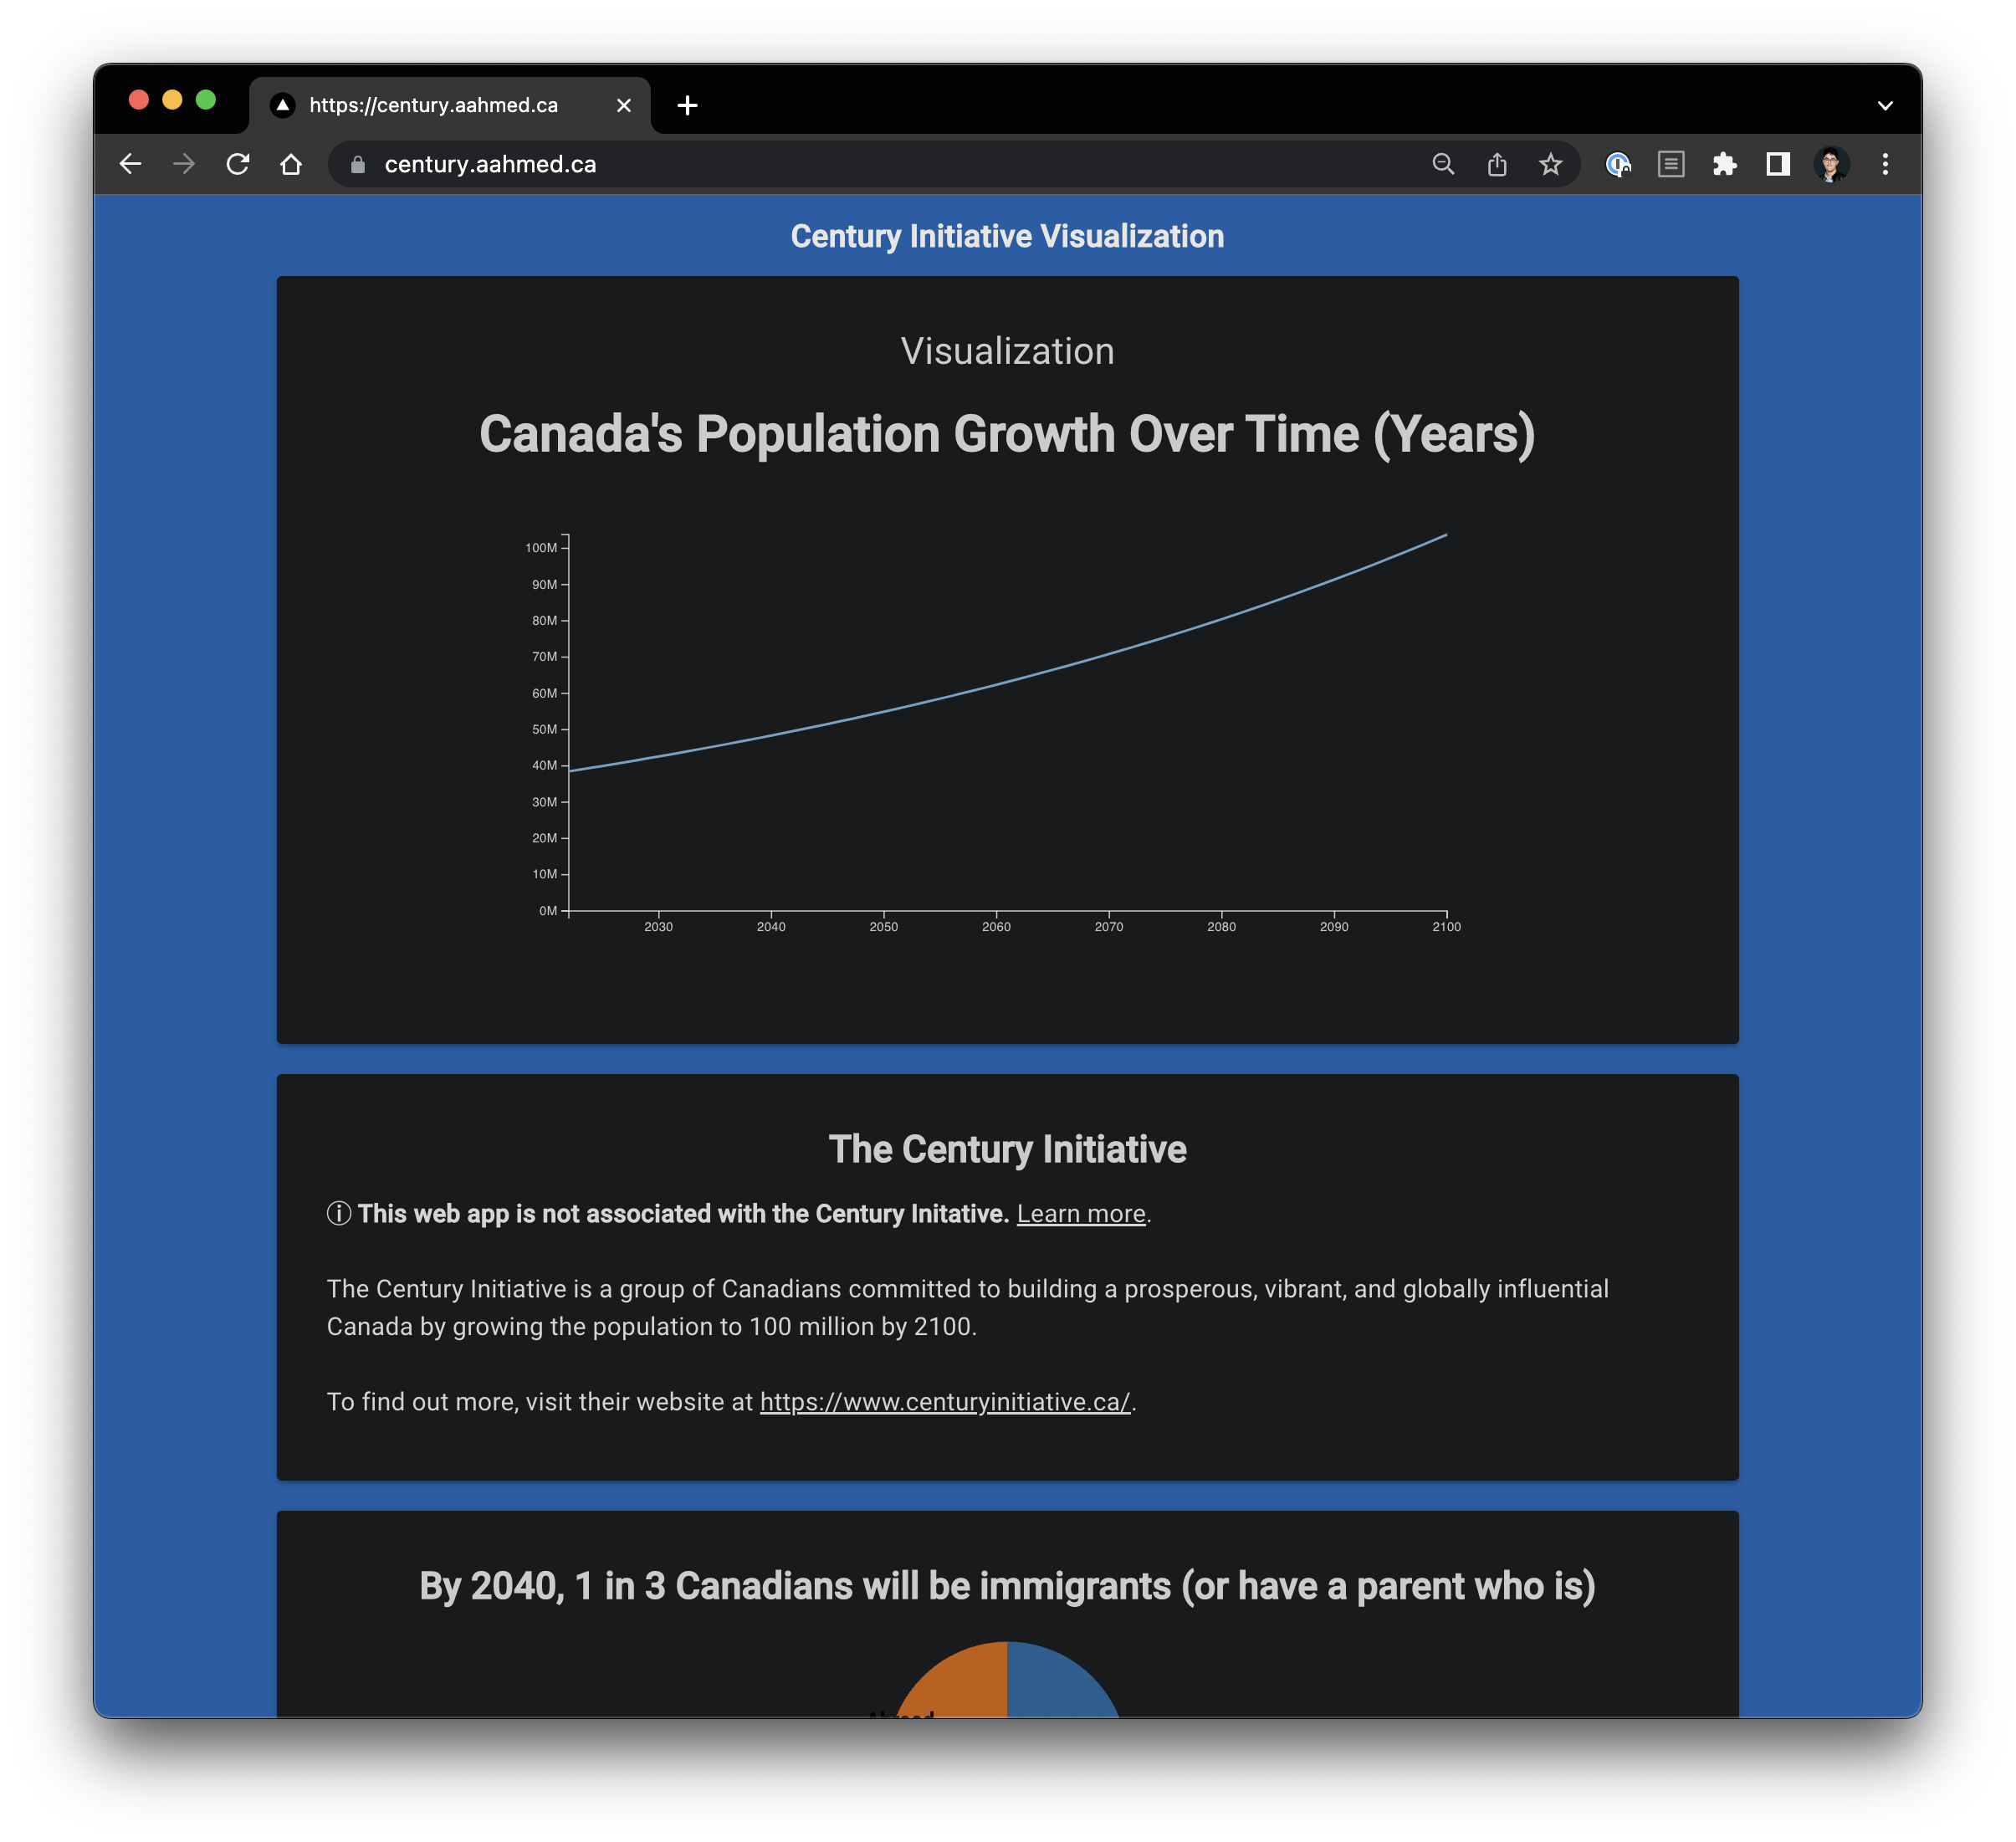 https://century.aahmed.ca
century.aahmed.ca
Century Initiative Visualization
Visualization
Canada's Population Growth Over Time (Years)
100M
90M
80M
70M
60M
50M
40M
30M
20M
10M
0M
2030 2040 2050 2060 2070 2080 2090 2100
The Century Initiative
This web app is not associated with the Century Initative. Learn more.
The Century Initiative is a group of Canadians committed to building a prosperous, vibrant, and globally influential
Canada by growing the population to 100 million by 2100.
To find out more, visit their website at https://www.centuryinitiative.ca/.
By 2040, 1 in 3 Canadians will be immigrants (or have a parent who is)